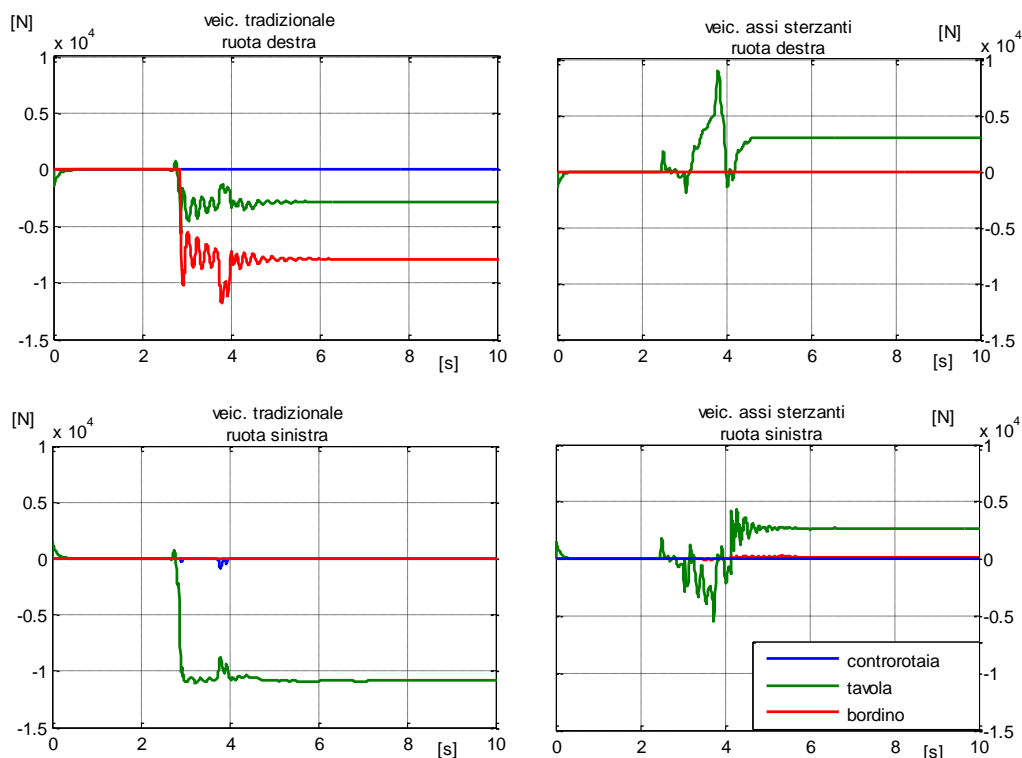 [N]
veic. tradizionale
x 10^4
ruota destra
1
0.5
0
-0.5
-1
-1.5
0 2 4 6 8 10
[s]
veic. assi sterzanti
[N]
ruota destra
x 10^4
1
0.5
0
-0.5
-1
-1.5
0 2 4 6 8 10
[s]
[N]
veic. tradizionale
x 10^4
ruota sinistra
1
0.5
0
-0.5
-1
-1.5
0 2 4 6 8 10
[s]
veic. assi sterzanti
[N]
ruota sinistra
x 10^4
1
0.5
0
-0.5
-1
-1.5
controrotaia
tavola
bordino
0 2 4 6 8 10
[s]